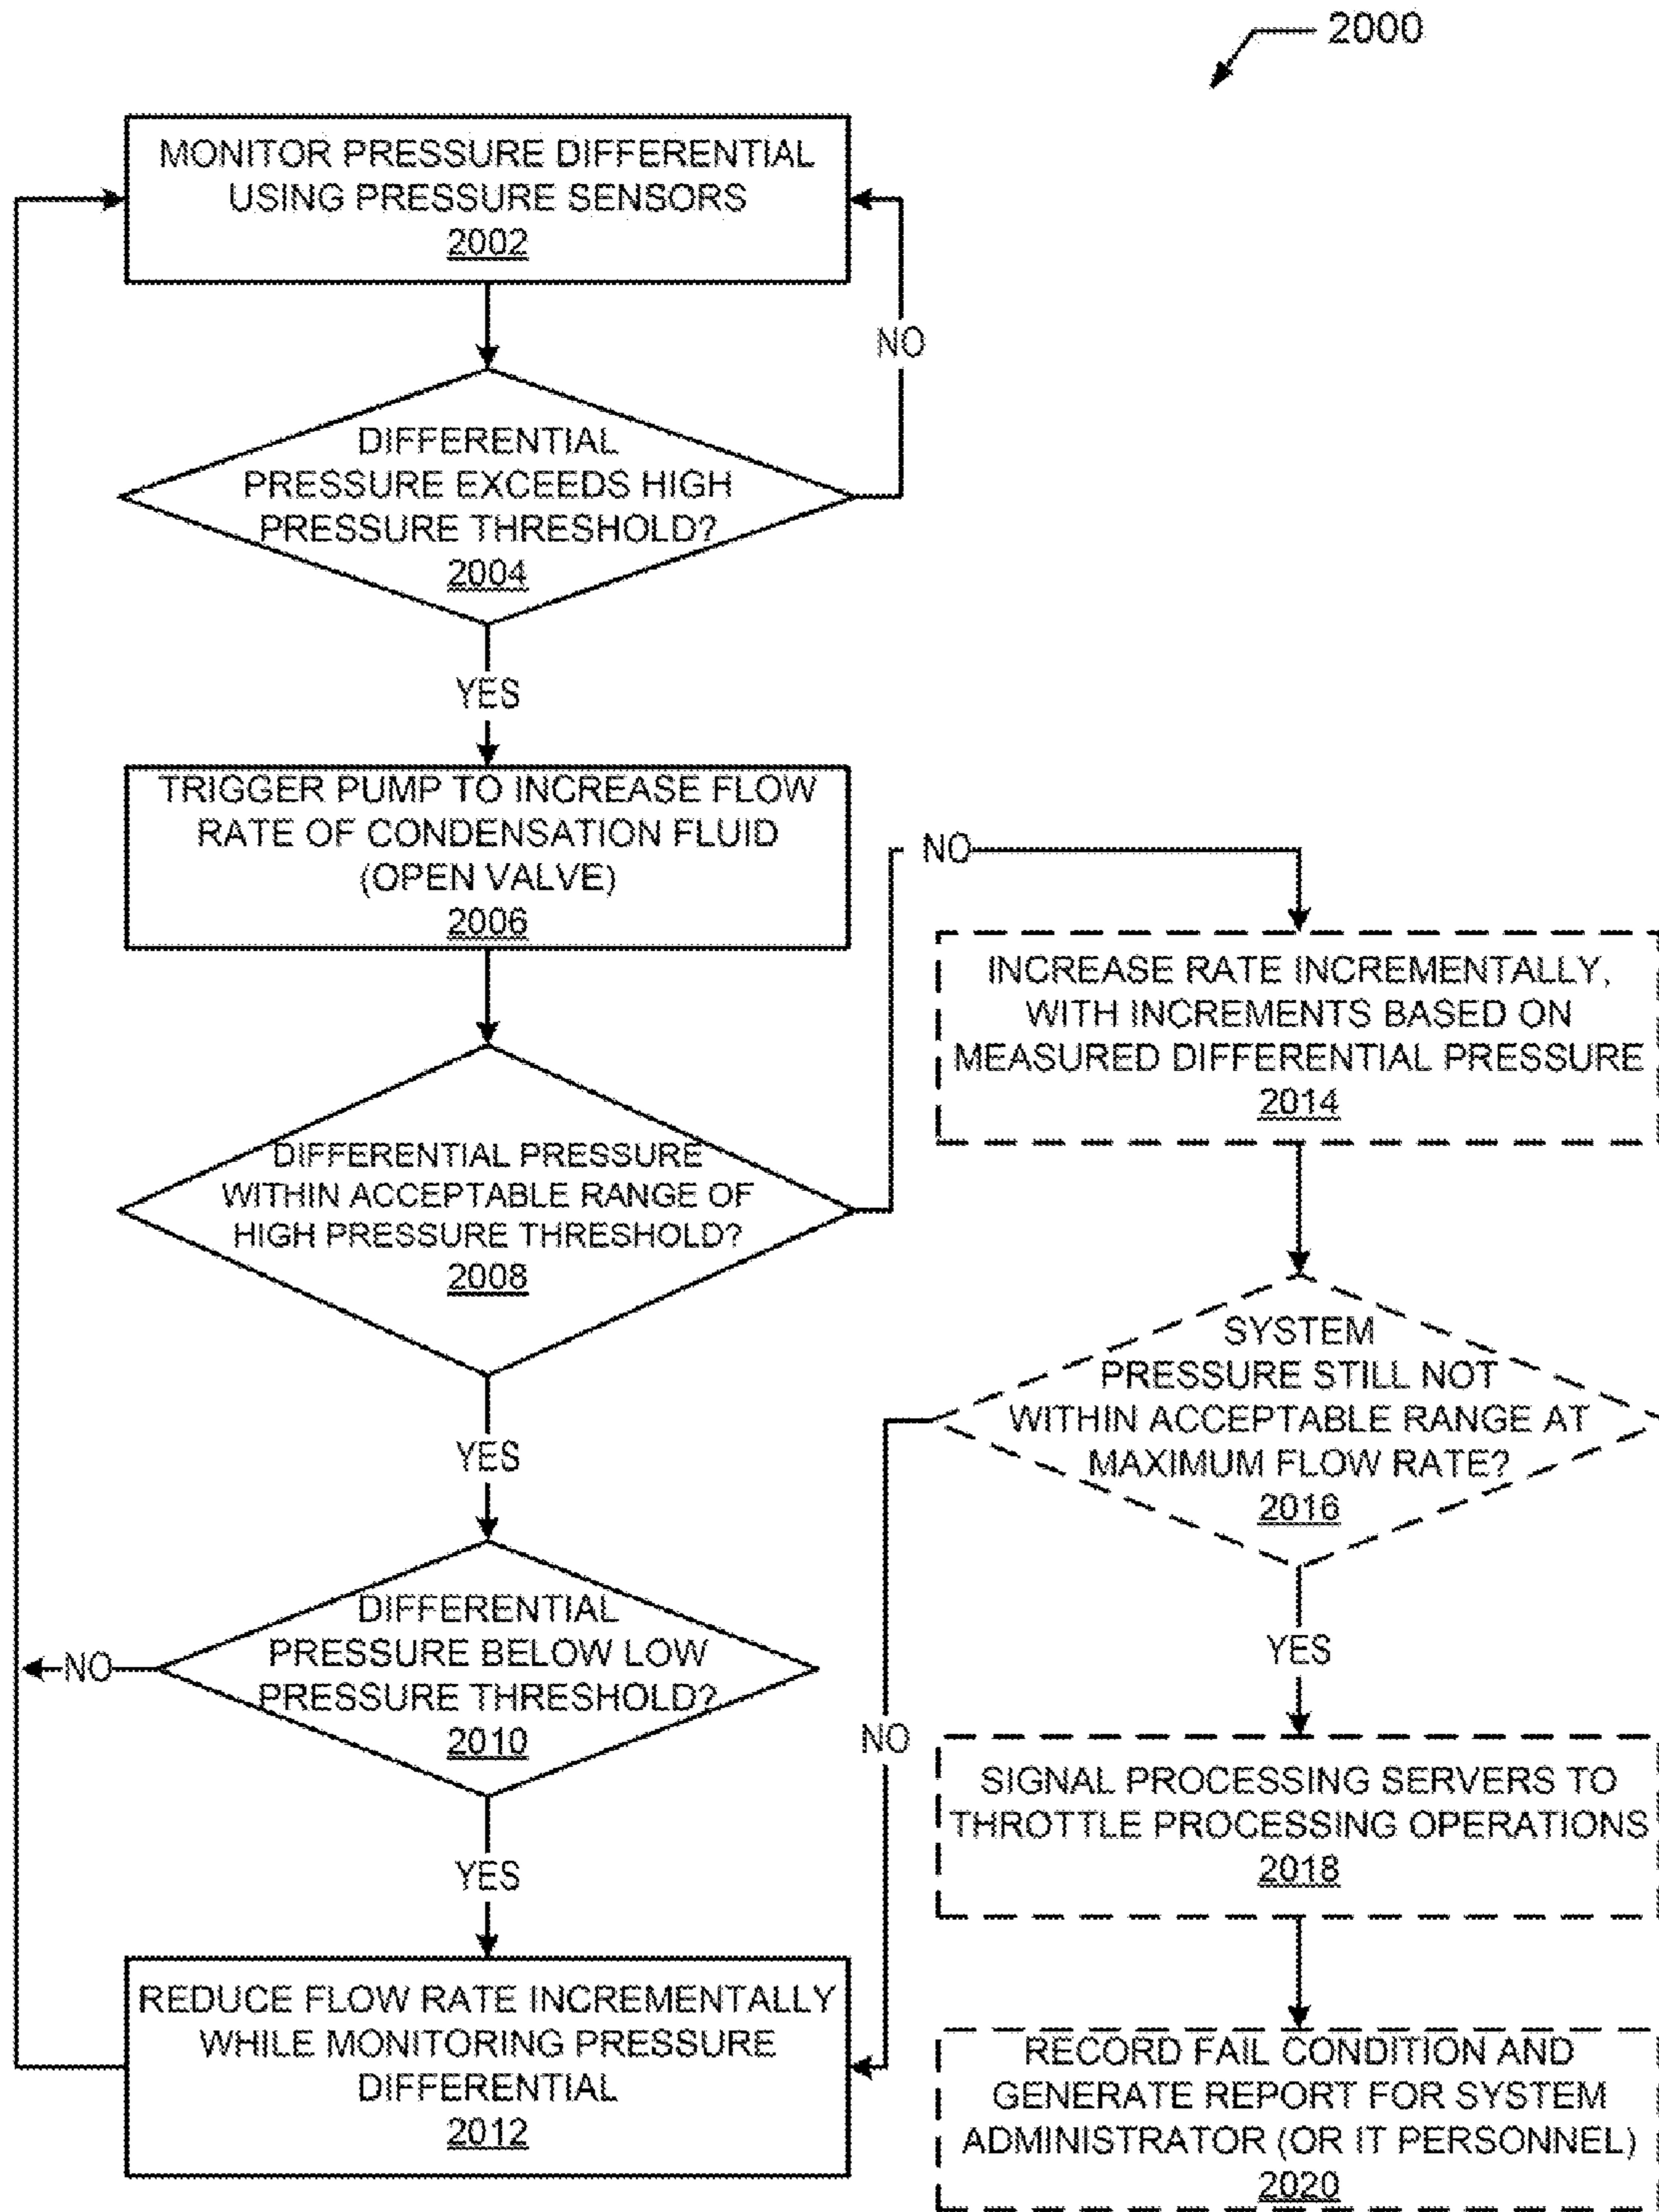 2000
MONITOR PRESSURE DIFFERENTIAL
USING PRESSURE SENSORS
2002
NO
DIFFERENTIAL
PRESSURE EXCEEDS HIGH
PRESSURE THRESHOLD?
2004
YES
TRIGGER PUMP TO INCREASE FLOW
RATE OF CONDENSATION FLUID
(OPEN VALVE)
2006
NO
DIFFERENTIAL PRESSURE
WITHIN ACCEPTABLE RANGE OF
HIGH PRESSURE THRESHOLD?
2008
YES
DIFFERENTIAL
PRESSURE BELOW LOW
PRESSURE THRESHOLD?
2010
NO
YES
REDUCE FLOW RATE INCREMENTALLY
WHILE MONITORING PRESSURE
DIFFERENTIAL
2012
INCREASE RATE INCREMENTALLY,
WITH INCREMENTS BASED ON
MEASURED DIFFERENTIAL PRESSURE
2014
SYSTEM
PRESSURE STILL NOT
WITHIN ACCEPTABLE RANGE AT
MAXIMUM FLOW RATE?
2016
NO
YES
SIGNAL PROCESSING SERVERS TO
THROTTLE PROCESSING OPERATIONS
2018
RECORD FAIL CONDITION AND
GENERATE REPORT FOR SYSTEM
ADMINISTRATOR (OR IT PERSONNEL)
2020